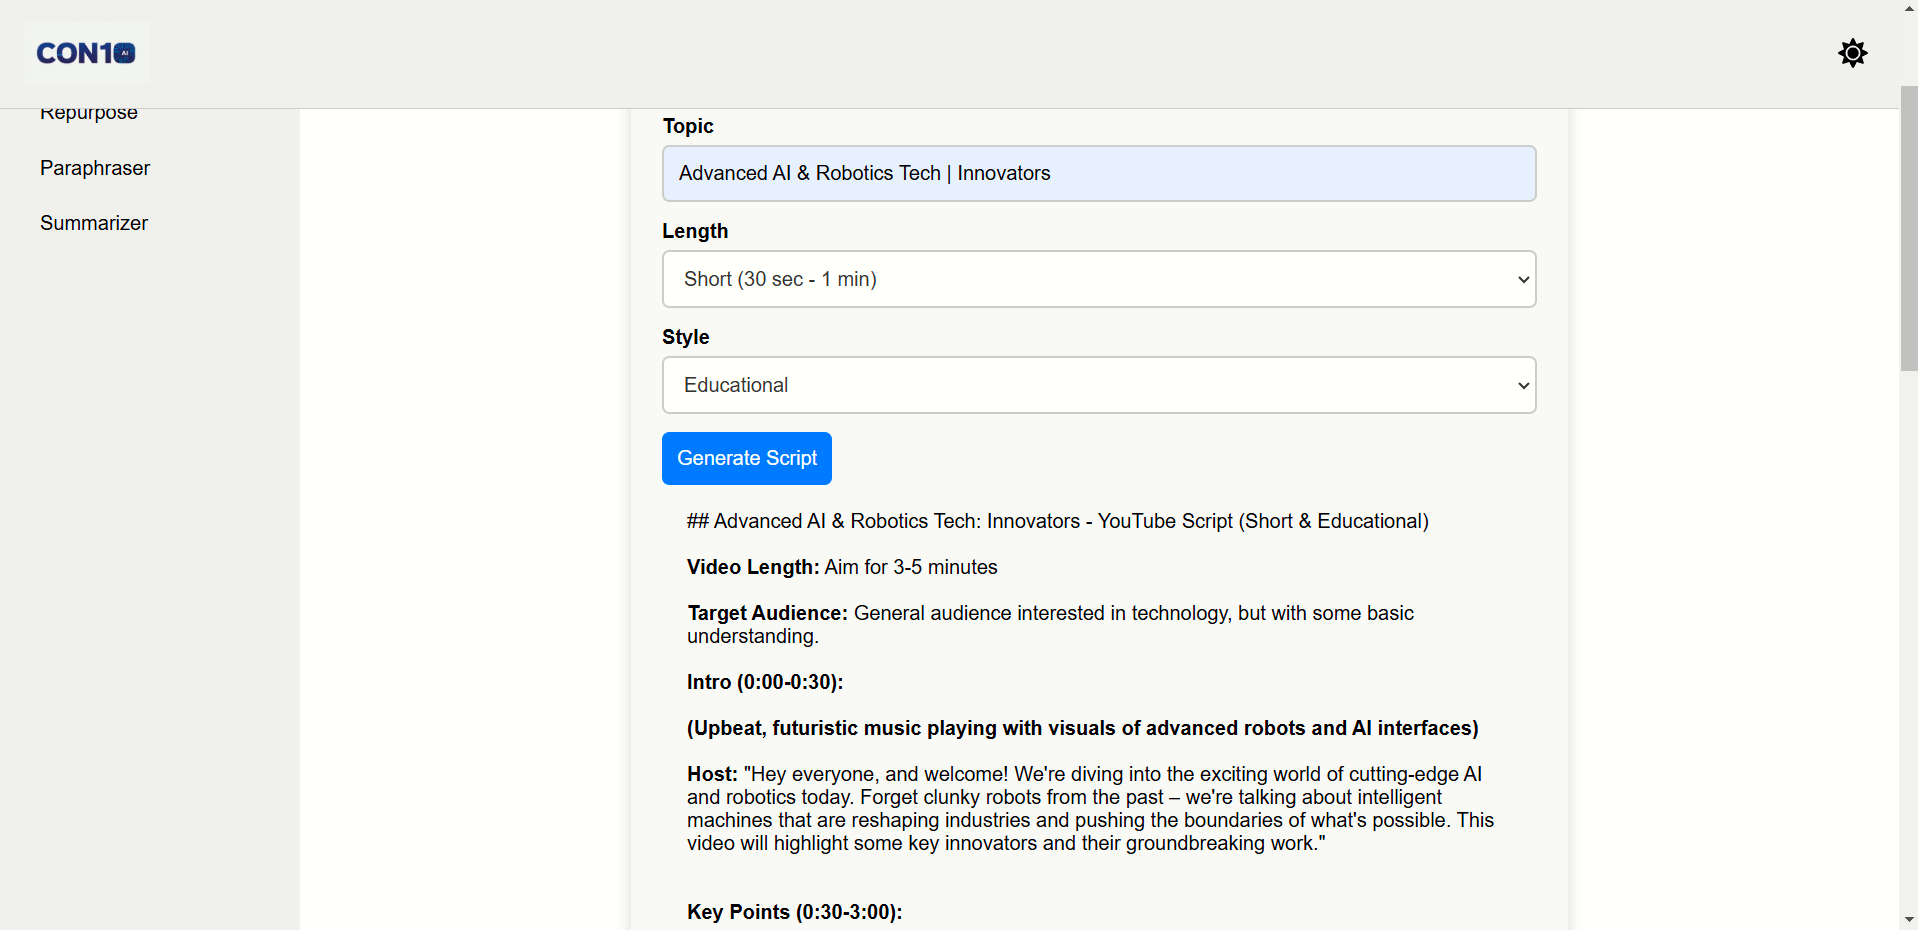 CON10 AI
Repurpose
Paraphraser
Summarizer
Topic
Advanced AI & Robotics Tech | Innovators
Length
Short (30 sec - 1 min)
Style
Educational
Generate Script
## Advanced AI & Robotics Tech: Innovators - YouTube Script (Short & Educational)
Video Length: Aim for 3-5 minutes
Target Audience: General audience interested in technology, but with some basic
understanding.
Intro (0:00-0:30):
(Upbeat, futuristic music playing with visuals of advanced robots and AI interfaces)
Host: "Hey everyone, and welcome! We're diving into the exciting world of cutting-edge AI
and robotics today. Forget clunky robots from the past – we're talking about intelligent
machines that are reshaping industries and pushing the boundaries of what's possible. This
video will highlight some key innovators and their groundbreaking work."
Key Points (0:30-3:00):